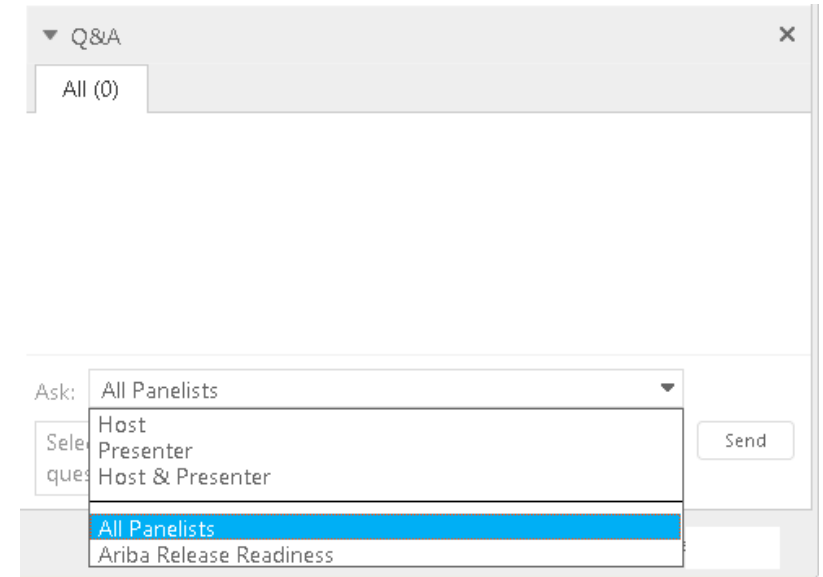 Q&A
All (0)
Ask: All Panelists
Host
Presenter
Send
Host & Presenter
All Panelists
Ariba Release Readiness